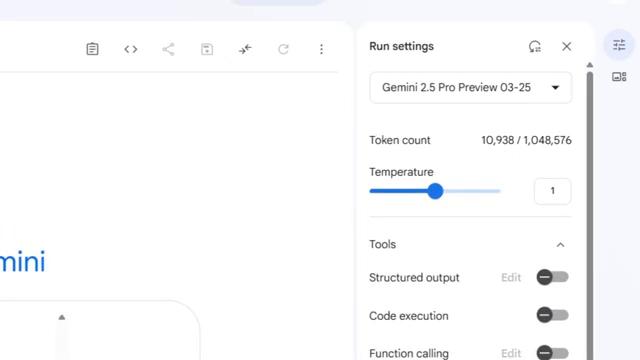 Run settings
Gemini 2.5 Pro Preview 03-25
Token count 10,938 / 1,048,576
Temperature
1
Tools
mini
Structured output Edit
Code execution
Function calling Edit